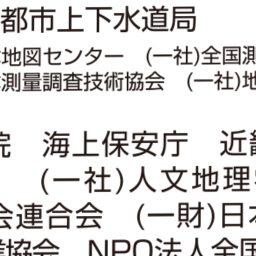 都市上下水道局
地図センター (一社)全国測
測量調査技術協会 (一社)地
院 海上保安庁 近畿
(一社)人文地理学
会連合会 (一財)日本
業協会 NPO法人全国